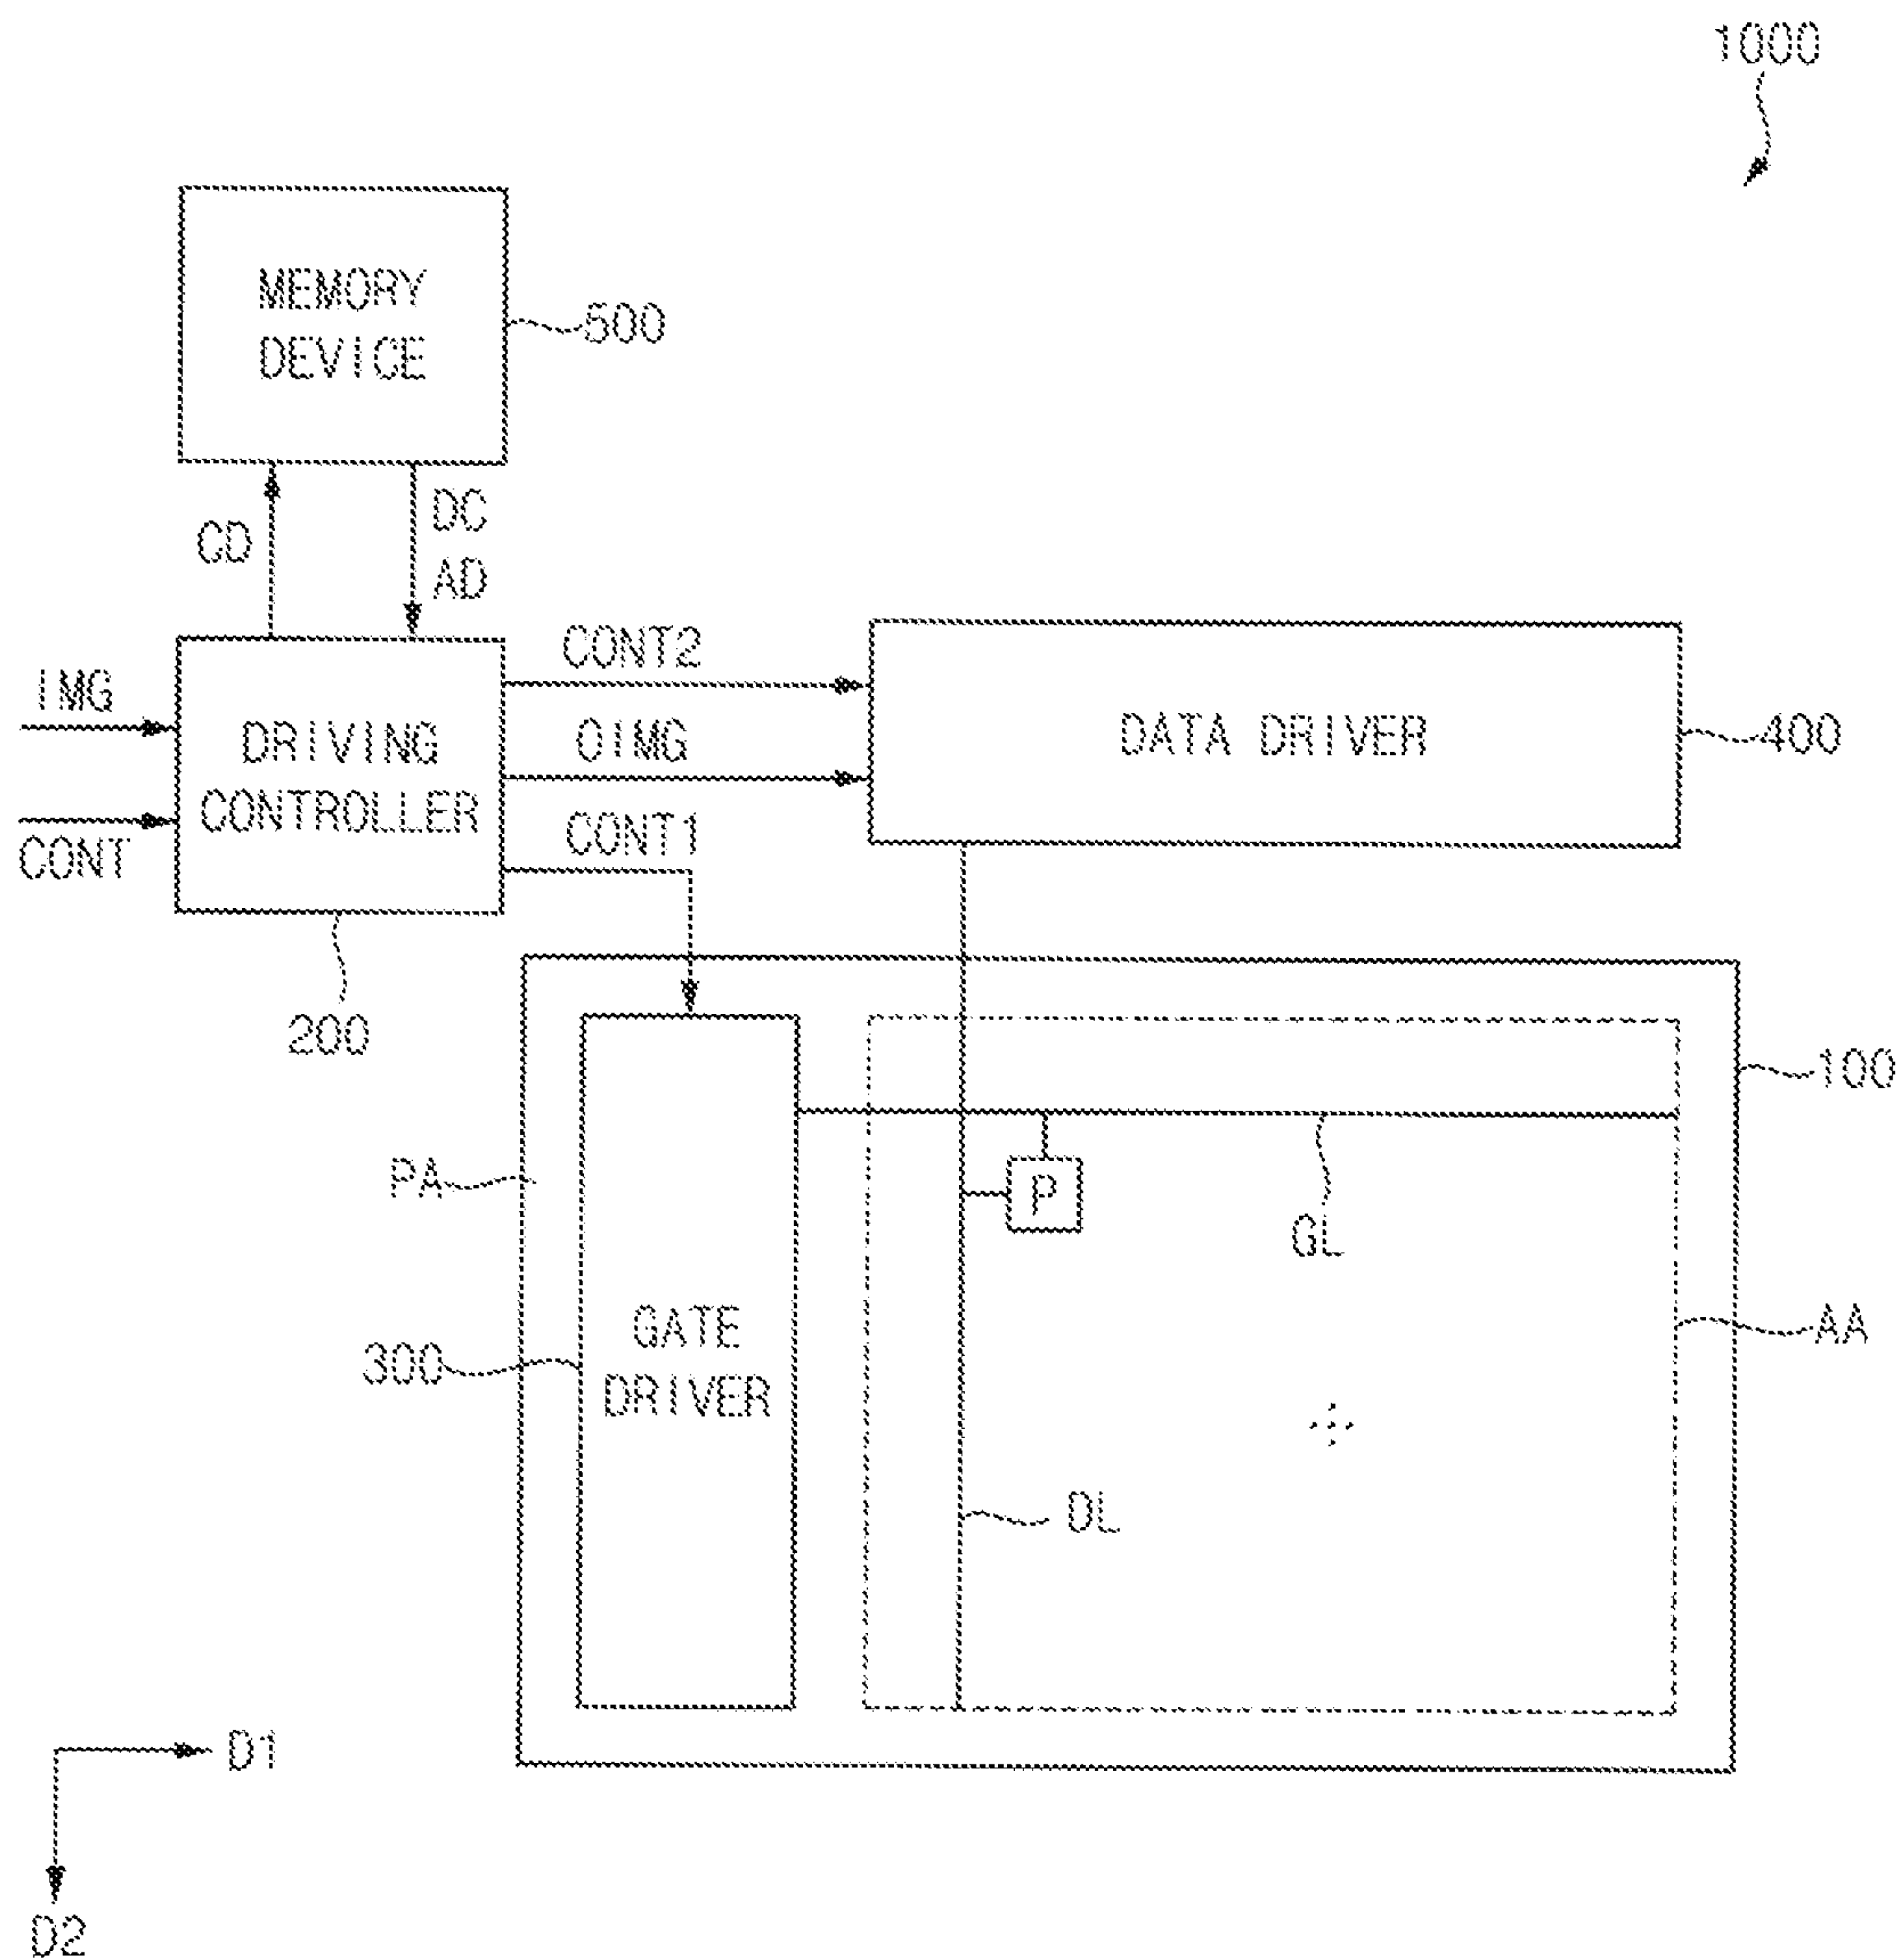 1000
MEMORY
DEVICE
500
CD
DC
AD
IMG
CONT
DRIVING
CONTROLLER
200
CONT2
OIMG
CONT1
DATA DRIVER
400
100
PA
P
GL
GATE
DRIVER
300
AA
DL
D1
D2